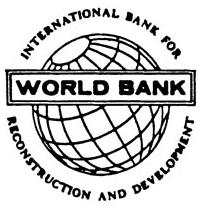 INTERNATIONAL BANK FOR
WORLD BANK
RECONSTRUCTION AND DEVELOPMENT